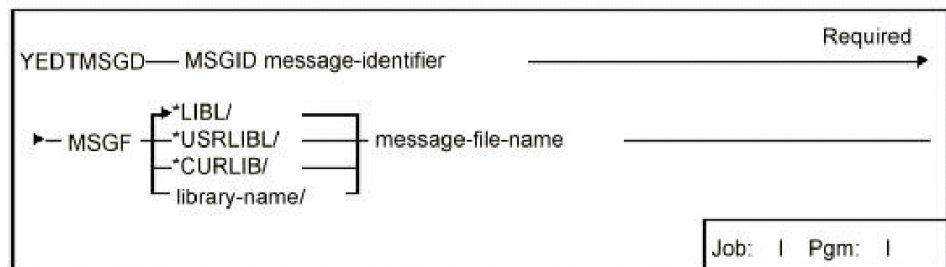 Required
YEDTMSGD MSGID message-identifier
MSGF *LIBL/
*USRLIBL/ message-file-name
*CURLIB/
library-name/
Job: I Pgm: I